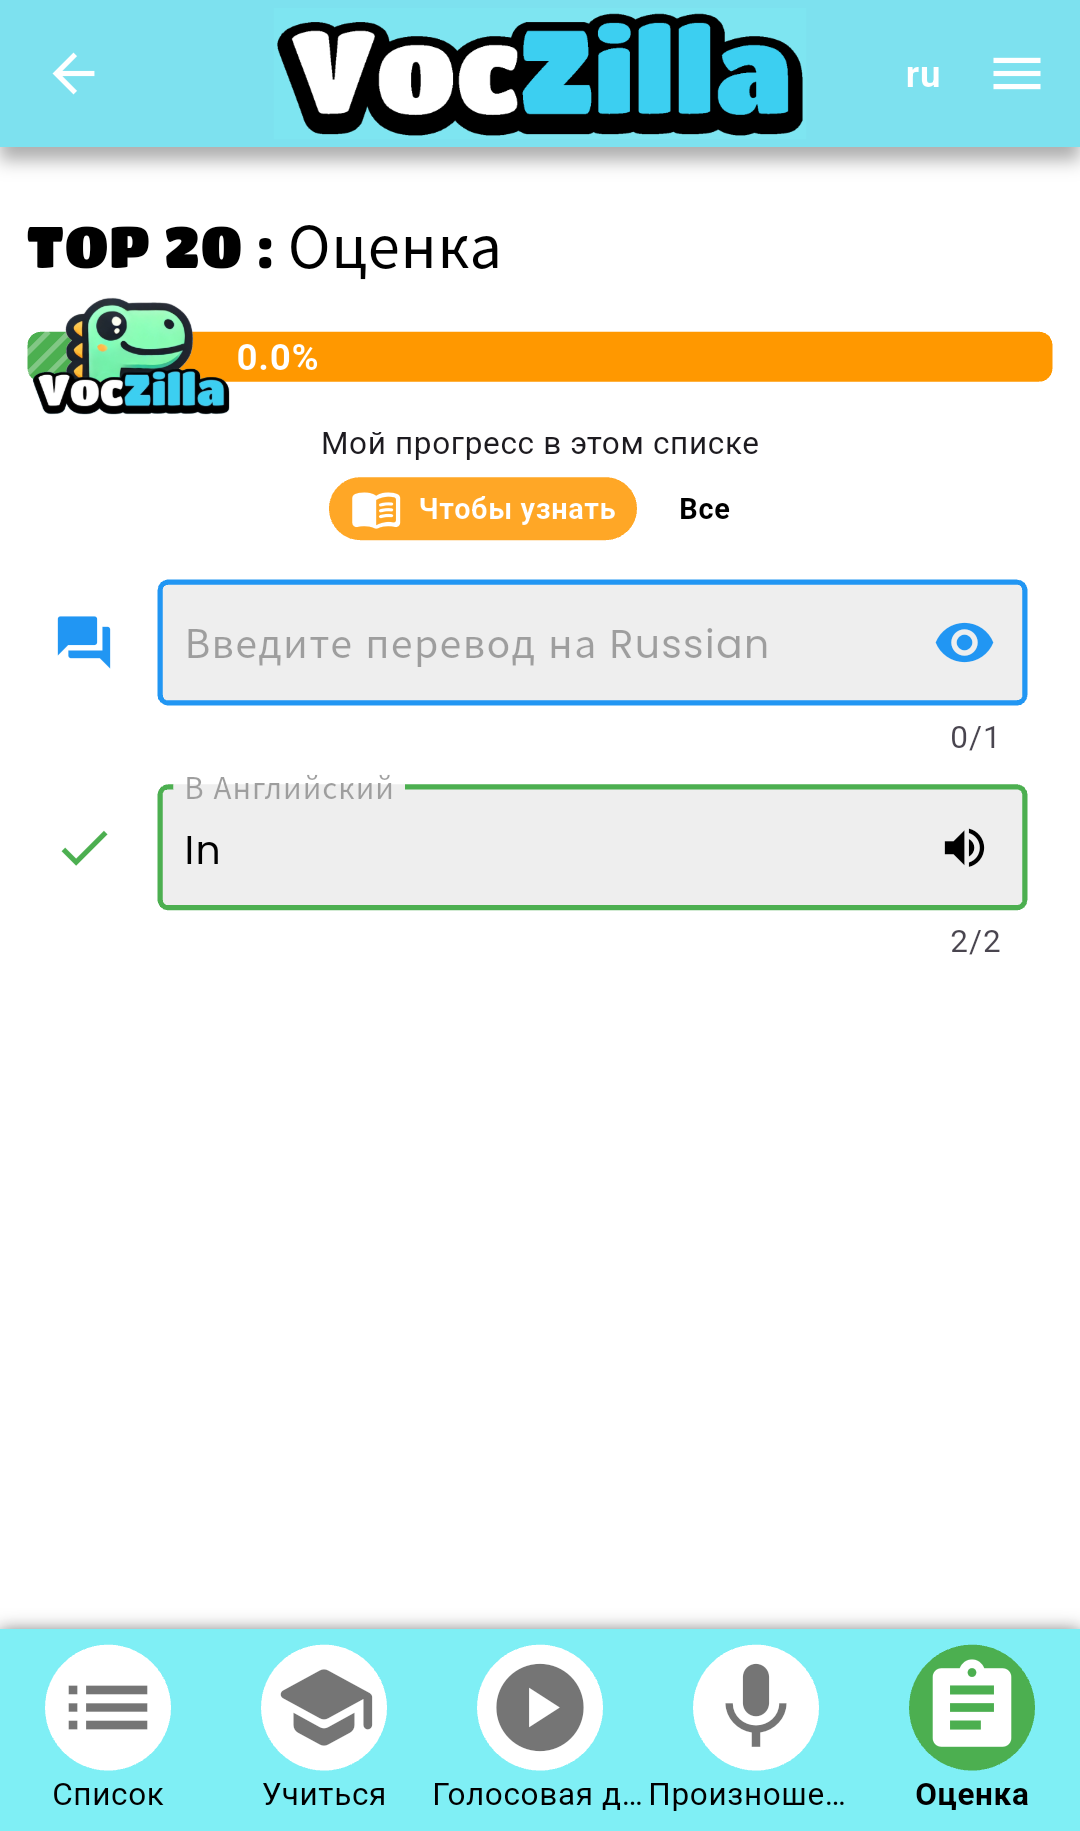 VocZilla
ru
TOP 20 : Оценка
0.0%
VocZilla
Мой прогресс в этом списке
Чтобы узнать
Все
Введите перевод на Russian
0/1
В Английский
In
2/2
Список
Учиться
Голосовая д...
Произноше...
Оценка